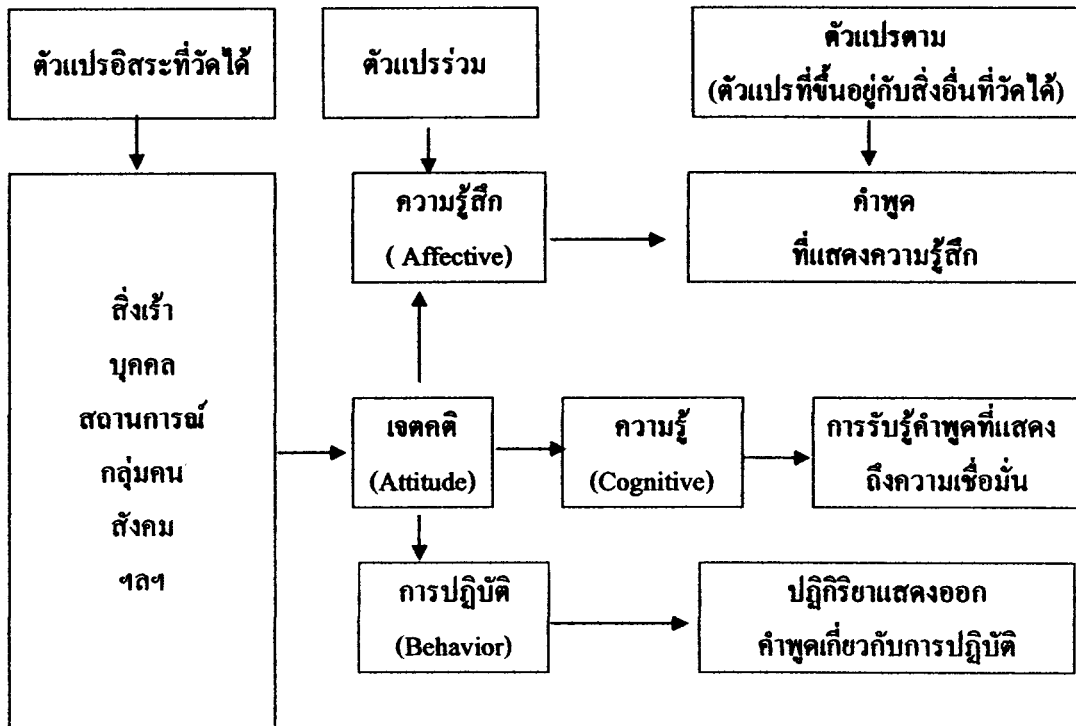 ตัวแปรอิสระที่วัดได้
ตัวแปรร่วม
ตัวแปรตาม
(ตัวแปรที่ขึ้นอยู่กับสิ่งอื่นที่วัดได้)
สิ่งเร้า
บุคคล
สถานการณ์
กลุ่มคน
สังคม
ฯลฯ
ความรู้สึก
( Affective)
คำพูด
ที่แสดงความรู้สึก
เจตคติ
(Attitude)
ความรู้
(Cognitive)
การรับรู้คำพูดที่แสดง
ถึงความเชื่อมั่น
การปฏิบัติ
(Behavior)
ปฏิกิริยาแสดงออก
คำพูดเกี่ยวกับการปฏิบัติ